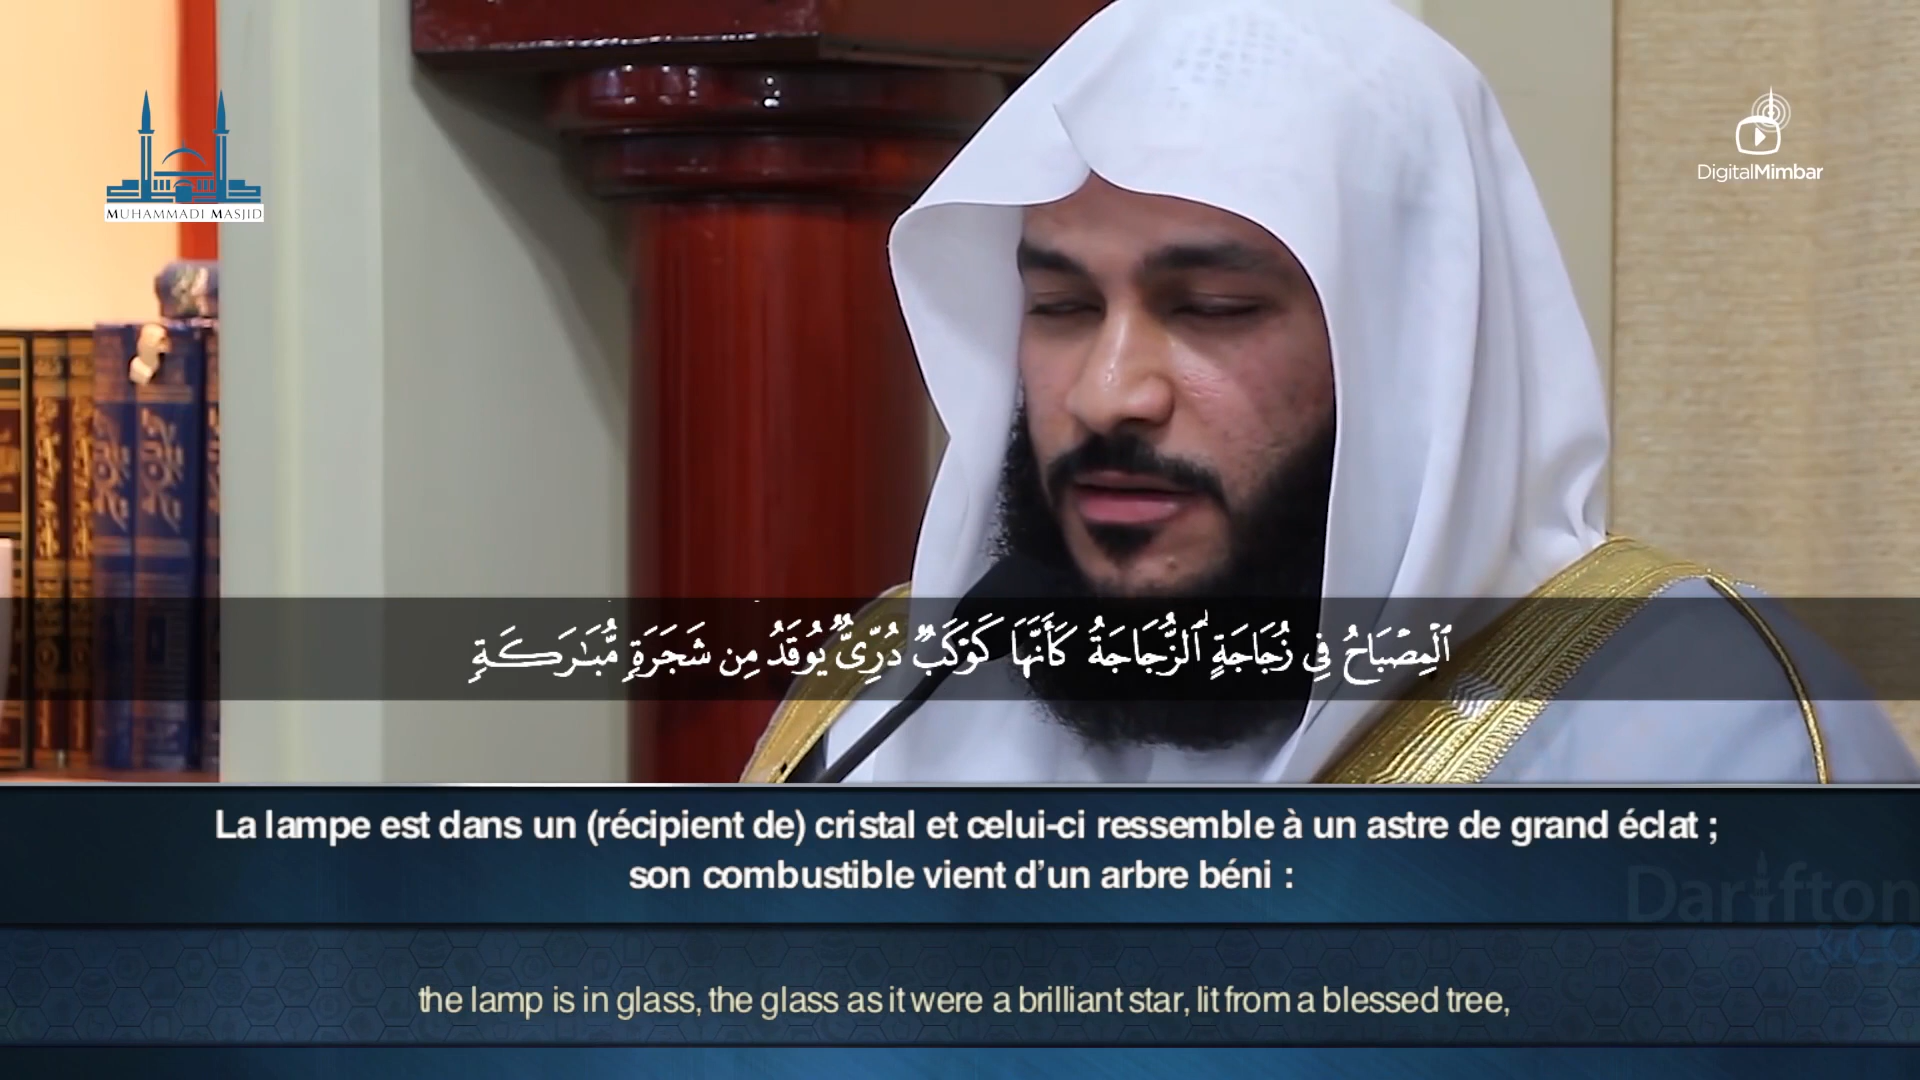 MUHAMMADI MASJID
DigitalMimbar
ٱلْمِصْبَاحُ فِى زُجَاجَةٍ ٱلزُّجَاجَةُ كَأَنَّهَا كَوْكَبٌ دُرِّىٌّ يُوقَدُ مِن شَجَرَةٍ مُّبَـٰرَكَةٍ
La lampe est dans un (récipient de) cristal et celui-ci ressemble à un astre de grand éclat ;
son combustible vient d’un arbre béni :
Darifton
&CO
the lamp is in glass, the glass as it were a brilliant star, lit from a blessed tree,